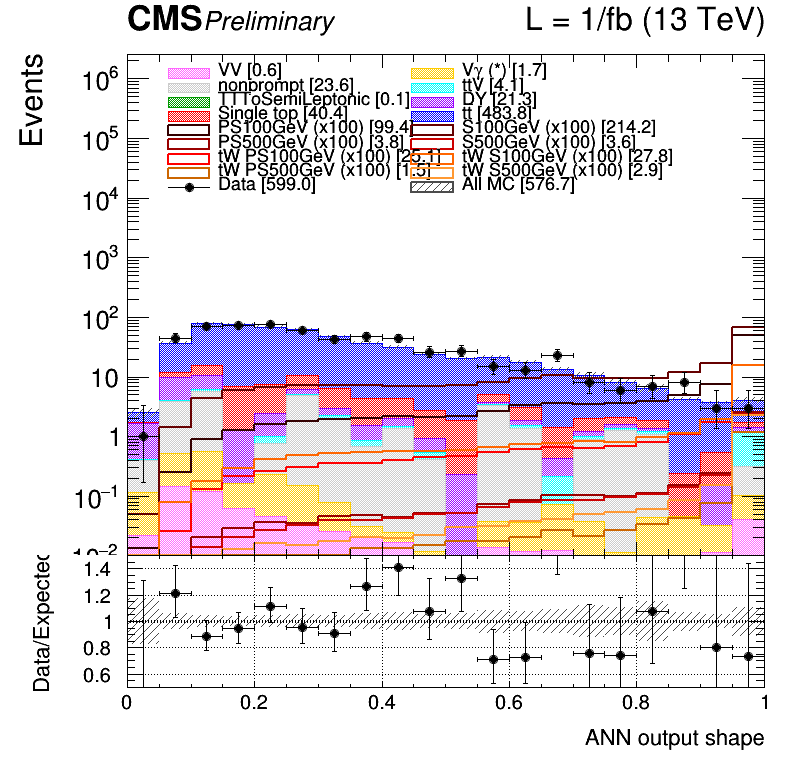 CMS Preliminary L = 1/fb (13 TeV)
Events
10⁶
10⁵
10⁴
10³
10²
10
1
10⁻¹
10⁻²
VV [0.6] Vγ (*) [1.7]
nonprompt [23.6] ttV [4.1]
TTToSemiLeptonic [0.1] DY [21.3]
Single top [40.4] tt [483.8]
PS100GeV (x100) [99.4] S100GeV (x100) [214.2]
PS500GeV (x100) [3.8] S500GeV (x100) [3.6]
tW PS100GeV (x100) [25.1] tW S100GeV (x100) [27.8]
tW PS500GeV (x100) [1.5] tW S500GeV (x100) [2.9]
Data [599.0] All MC [576.7]
Data/Expected
1.4
1.2
1
0.8
0.6
0 0.2 0.4 0.6 0.8 1
ANN output shape